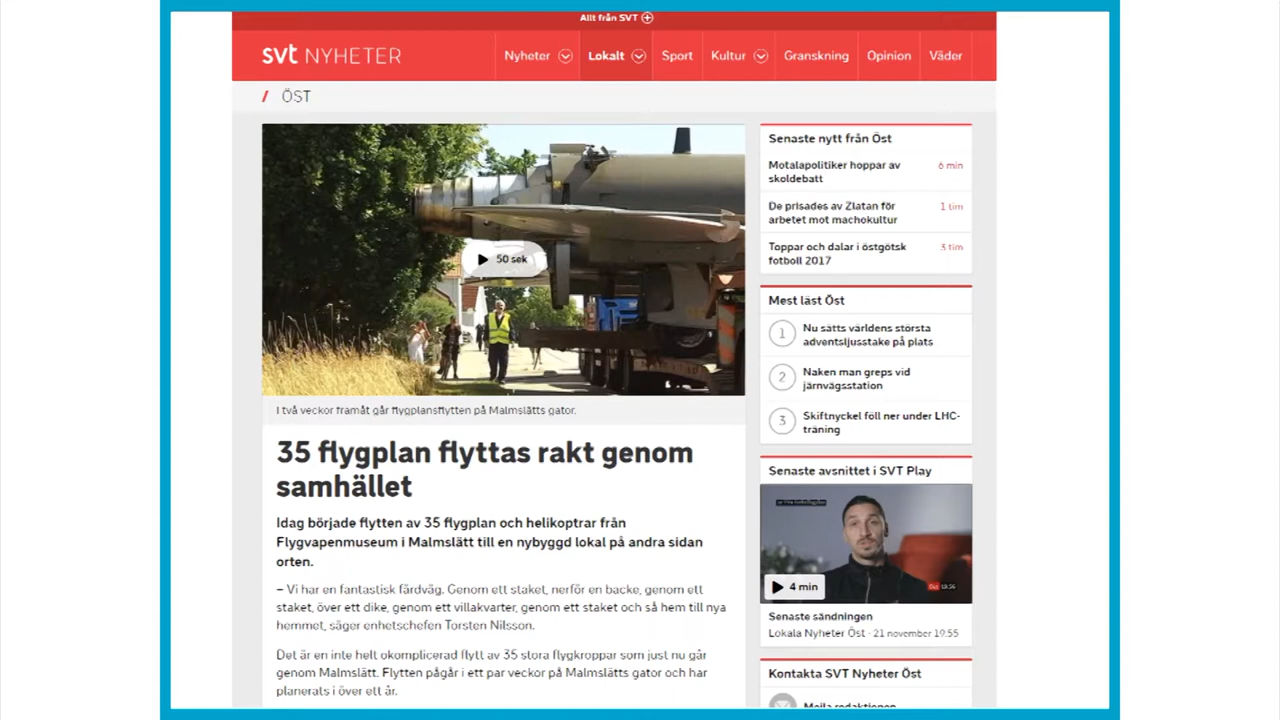 Allt från SVT
svt NYHETER
Nyheter
Lokalt
Sport
Kultur
Granskning
Opinion
Väder
/ ÖST
50 sek
I två veckor framåt går flygplansflytten på Malmslätts gator.
35 flygplan flyttas rakt genom
samhället
Idag började flytten av 35 flygplan och helikoptrar från
Flygvapenmuseum i Malmslätt till en nybyggd lokal på andra sidan
orten.
– Vi har en fantastisk färdväg. Genom ett staket, nerför en backe, genom ett
staket, över ett dike, genom ett villakvarter, genom ett staket och så hem till nya
hemmet, säger enhetschefen Torsten Nilsson.
Det är en inte helt okomplicerad flytt av 35 stora flygkroppar som just nu går
genom Malmslätt. Flytten pågår i ett par veckor på Malmslätts gator och har
planerats i över ett år.
Senaste nytt från Öst
Motalapolitiker hoppar av 6 min
skoldebatt
De prisades av Zlatan för 1 tim
arbetet mot machokultur
Toppar och dalar i östgötsk 3 tim
fotboll 2017
Mest läst Öst
1 Nu sätts världens största
adventsljusstake på plats
2 Naken man greps vid
järnvägsstation
3 Skiftnyckel föll ner under LHC-
träning
Senaste avsnittet i SVT Play
4 min
Öst 19:56
Senaste sändningen
Lokala Nyheter Öst · 21 november 19:55
Kontakta SVT Nyheter Öst
Mejla redaktionen